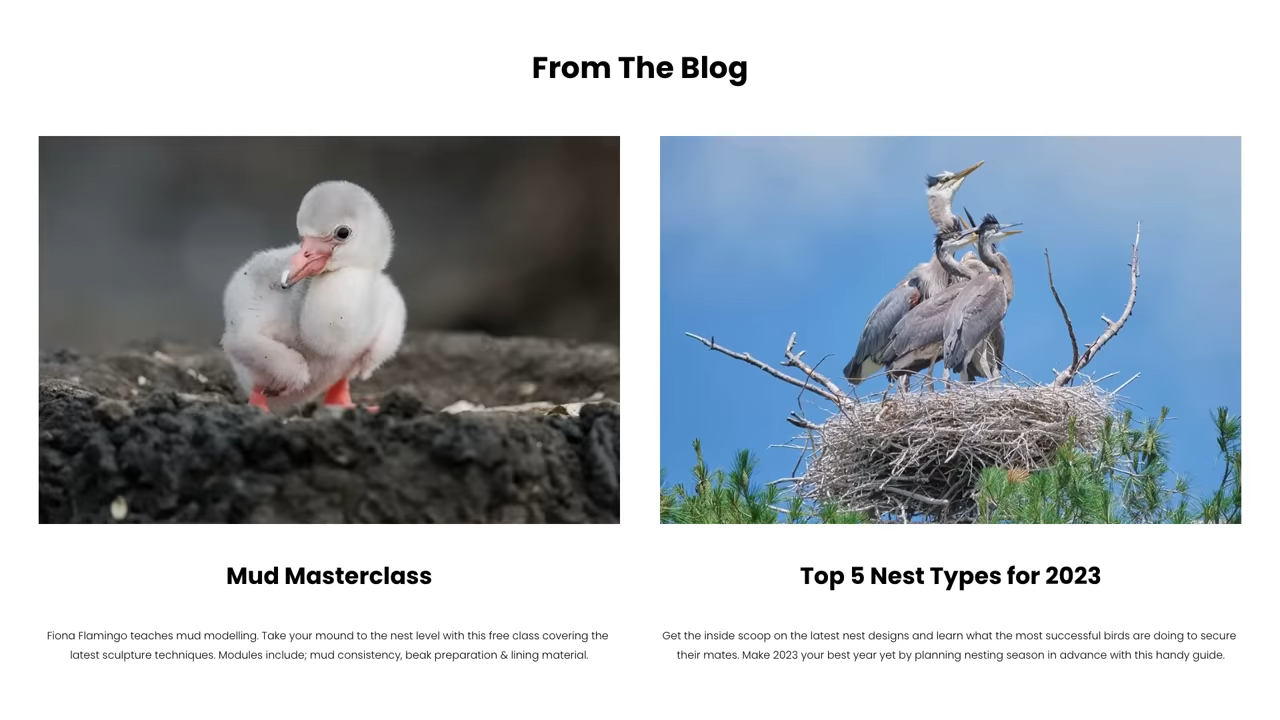 From The Blog
Mud Masterclass
Fiona Flamingo teaches mud modelling. Take your mound to the nest level with this free class covering the
latest sculpture techniques. Modules include; mud consistency, beak preparation & lining material.
Top 5 Nest Types for 2023
Get the inside scoop on the latest nest designs and learn what the most successful birds are doing to secure
their mates. Make 2023 your best year yet by planning nesting season in advance with this handy guide.